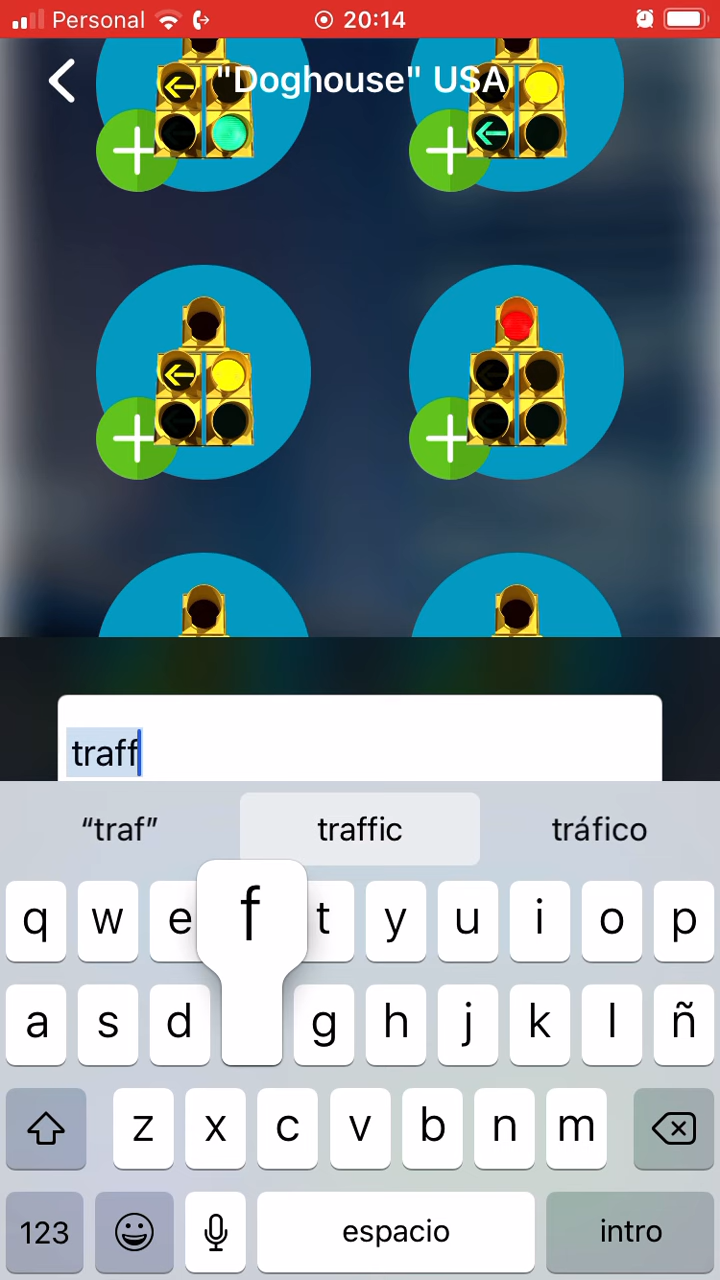 Personal 20:14
"Doghouse" USA
traff
“traf” traffic tráfico
q w e f t y u i o p
a s d g h j k l ñ
z x c v b n m
123 espacio intro